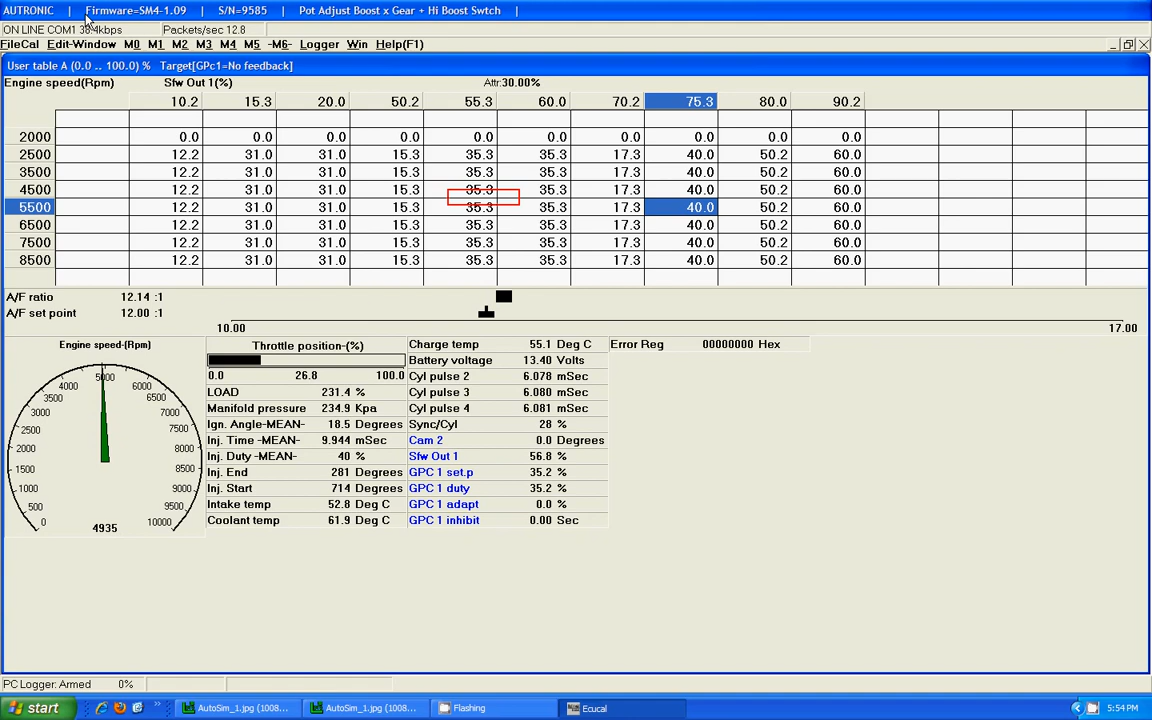 AUTRONIC | Firmware=SM4-1.09 | S/N=9585 | Pot Adjust Boost x Gear + Hi Boost Swtch |
ON LINE COM1 38.4kbps Packets/sec 12.8
FileCal Edit-Window M0 M1 M2 M3 M4 M5 -M6- Logger Win Help(F1)
User table A (0.0 .. 100.0) % Target[GPc1=No feedback]
Engine speed(Rpm) Sfw Out 1(%) Attr:30.00%
10.2 15.3 20.0 50.2 55.3 60.0 70.2 75.3 80.0 90.2
2000 0.0 0.0 0.0 0.0 0.0 0.0 0.0 0.0 0.0 0.0
2500 12.2 31.0 31.0 15.3 35.3 35.3 17.3 40.0 50.2 60.0
3500 12.2 31.0 31.0 15.3 35.3 35.3 17.3 40.0 50.2 60.0
4500 12.2 31.0 31.0 15.3 35.3 35.3 17.3 40.0 50.2 60.0
5500 12.2 31.0 31.0 15.3 35.3 35.3 17.3 40.0 50.2 60.0
6500 12.2 31.0 31.0 15.3 35.3 35.3 17.3 40.0 50.2 60.0
7500 12.2 31.0 31.0 15.3 35.3 35.3 17.3 40.0 50.2 60.0
8500 12.2 31.0 31.0 15.3 35.3 35.3 17.3 40.0 50.2 60.0
A/F ratio 12.14 :1
A/F set point 12.00 :1
10.00 17.00
Engine speed-(Rpm)
0 500 1000 1500 2000 2500 3000 3500 4000 4500 5000 5500 6000 6500 7000 7500 8000 8500 9000 9500 10000
4935
Throttle position-(%)
0.0 26.8 100.0
LOAD 231.4 %
Manifold pressure 234.9 Kpa
Ign. Angle-MEAN- 18.5 Degrees
Inj. Time -MEAN- 9.944 mSec
Inj. Duty -MEAN- 40 %
Inj. End 281 Degrees
Inj. Start 714 Degrees
Intake temp 52.8 Deg C
Coolant temp 61.9 Deg C
Charge temp 55.1 Deg C
Battery voltage 13.40 Volts
Cyl pulse 2 6.078 mSec
Cyl pulse 3 6.080 mSec
Cyl pulse 4 6.081 mSec
Sync/Cyl 28 %
Cam 2 0.0 Degrees
Sfw Out 1 56.8 %
GPC 1 set.p 35.2 %
GPC 1 duty 35.2 %
GPC 1 adapt 0.0 %
GPC 1 inhibit 0.00 Sec
Error Reg 00000000 Hex
PC Logger: Armed 0%
start AutoSim_1.jpg (1008... AutoSim_1.jpg (1008... Flashing Ecucal 5:54 PM